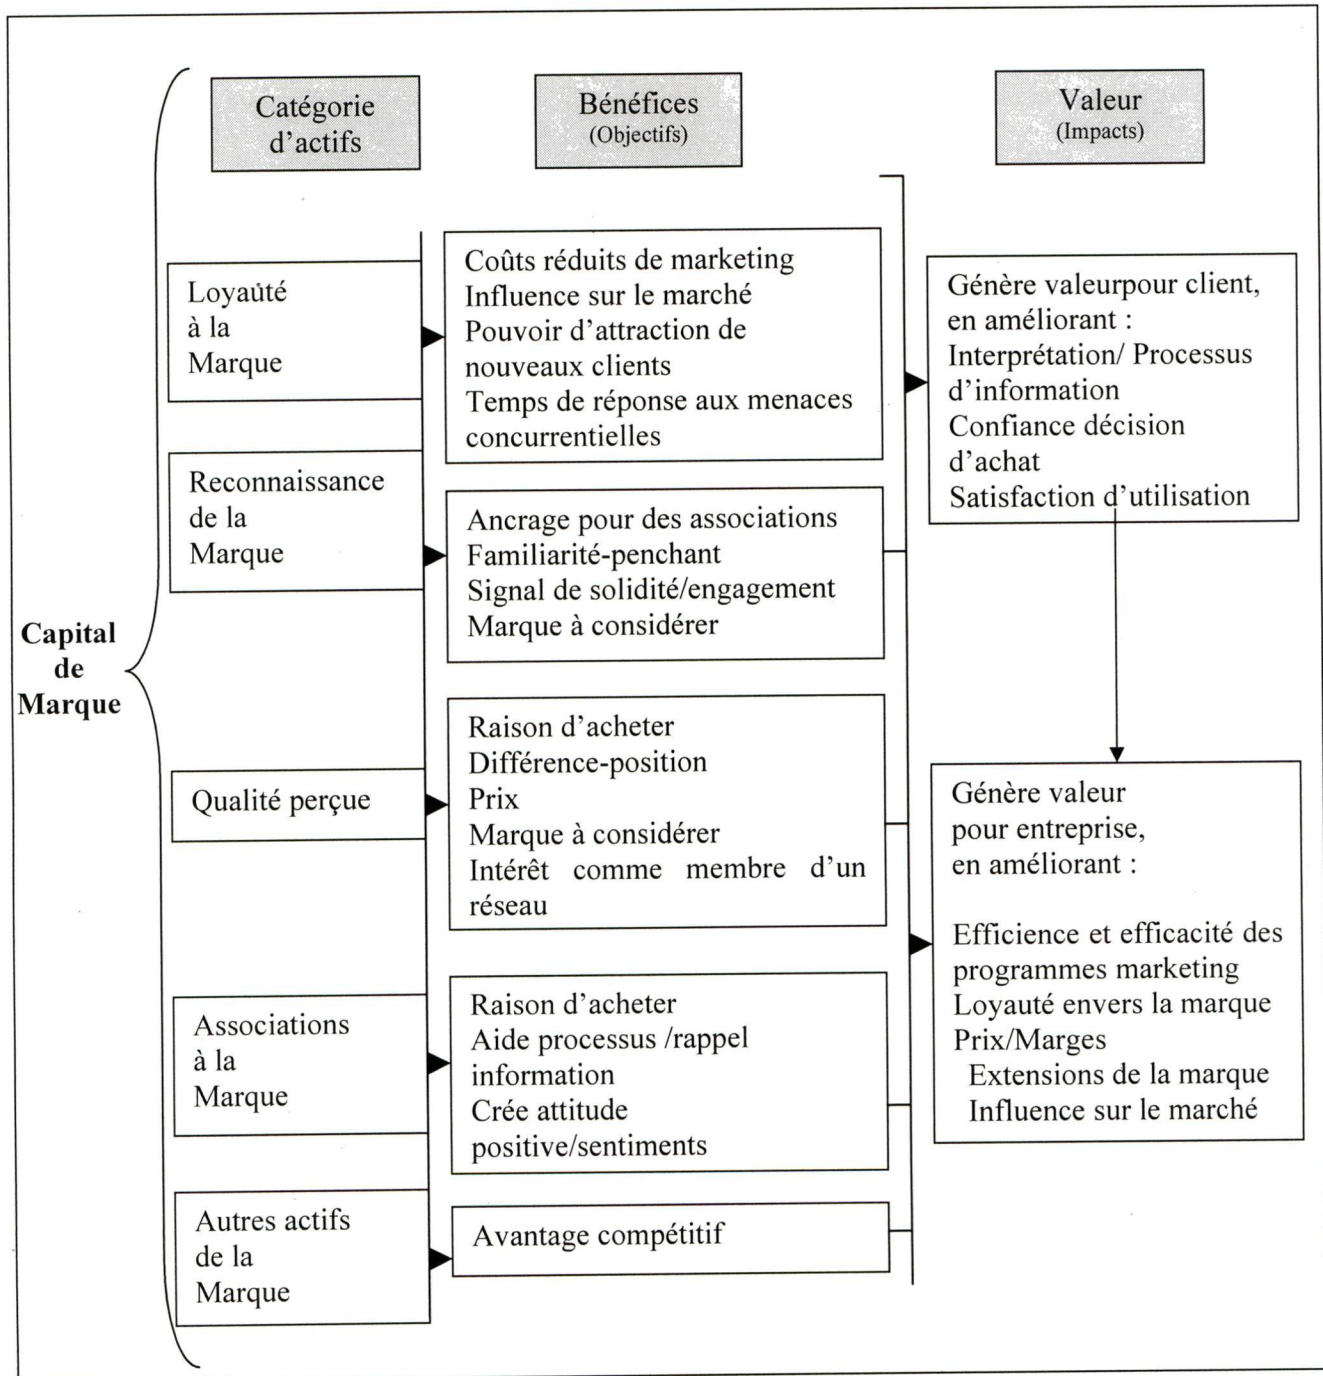 Catégorie
d'actifs
Bénéfices
(Objectifs)
Valeur
(Impacts)
Capital
de
Marque
Loyaûté
à la
Marque
Coûts réduits de marketing
Influence sur le marché
Pouvoir d'attraction de
nouveaux clients
Temps de réponse aux menaces
concurrentielles
Reconnaissance
de la
Marque
Ancrage pour des associations
Familiarité-penchant
Signal de solidité/engagement
Marque à considérer
Qualité perçue
Raison d'acheter
Différence-position
Prix
Marque à considérer
Intérêt comme membre d'un
réseau
Associations
à la
Marque
Raison d'acheter
Aide processus /rappel
information
Crée attitude
positive/sentiments
Autres actifs
de la
Marque
Avantage compétitif
Génère valeurpour client,
en améliorant :
Interprétation/ Processus
d'information
Confiance décision
d'achat
Satisfaction d'utilisation
Génère valeur
pour entreprise,
en améliorant :
Efficience et efficacité des
programmes marketing
Loyauté envers la marque
Prix/Marges
Extensions de la marque
Influence sur le marché